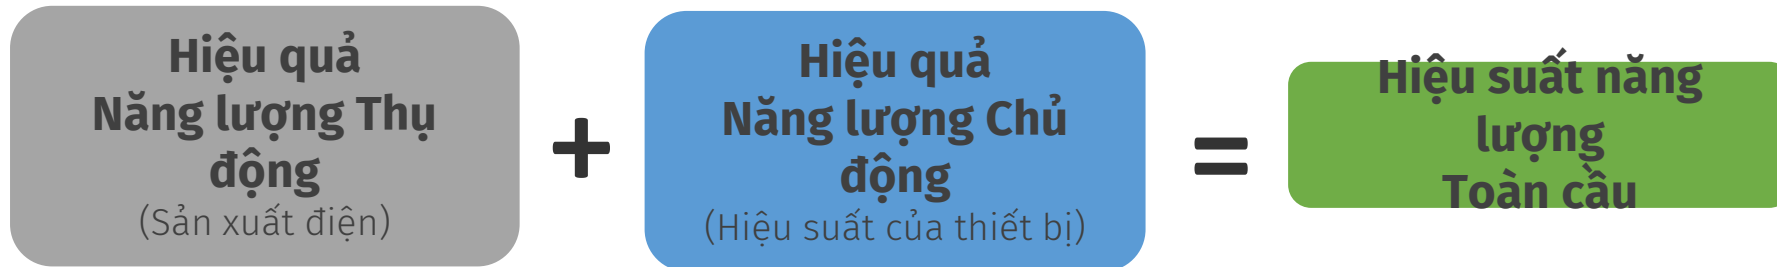 Hiệu quả
Năng lượng Thụ
động
(Sản xuất điện)
+
Hiệu quả
Năng lượng Chủ
động
(Hiệu suất của thiết bị)
=
Hiệu suất năng
lượng
Toàn cầu